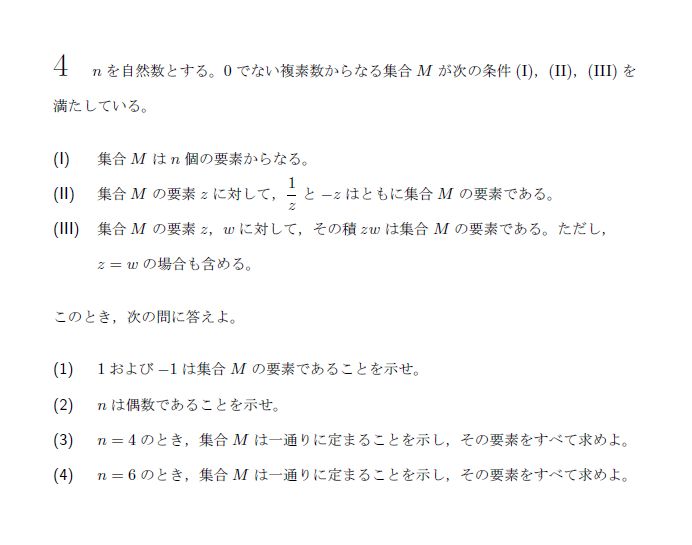 4 n を自然数とする。0 でない複素数からなる集合 M が次の条件 (I),(II),(III) を
満たしている。
(I) 集合 M は n 個の要素からなる。
(II) 集合 M の要素 z に対して,1/z と −z はともに集合 M の要素である。
(III) 集合 M の要素 z,w に対して,その積 zw は集合 M の要素である。ただし,
z = w の場合も含める。
このとき,次の問に答えよ。
(1) 1 および −1 は集合 M の要素であることを示せ。
(2) n は偶数であることを示せ。
(3) n = 4 のとき,集合 M は一通りに定まることを示し,その要素をすべて求めよ。
(4) n = 6 のとき,集合 M は一通りに定まることを示し,その要素をすべて求めよ。